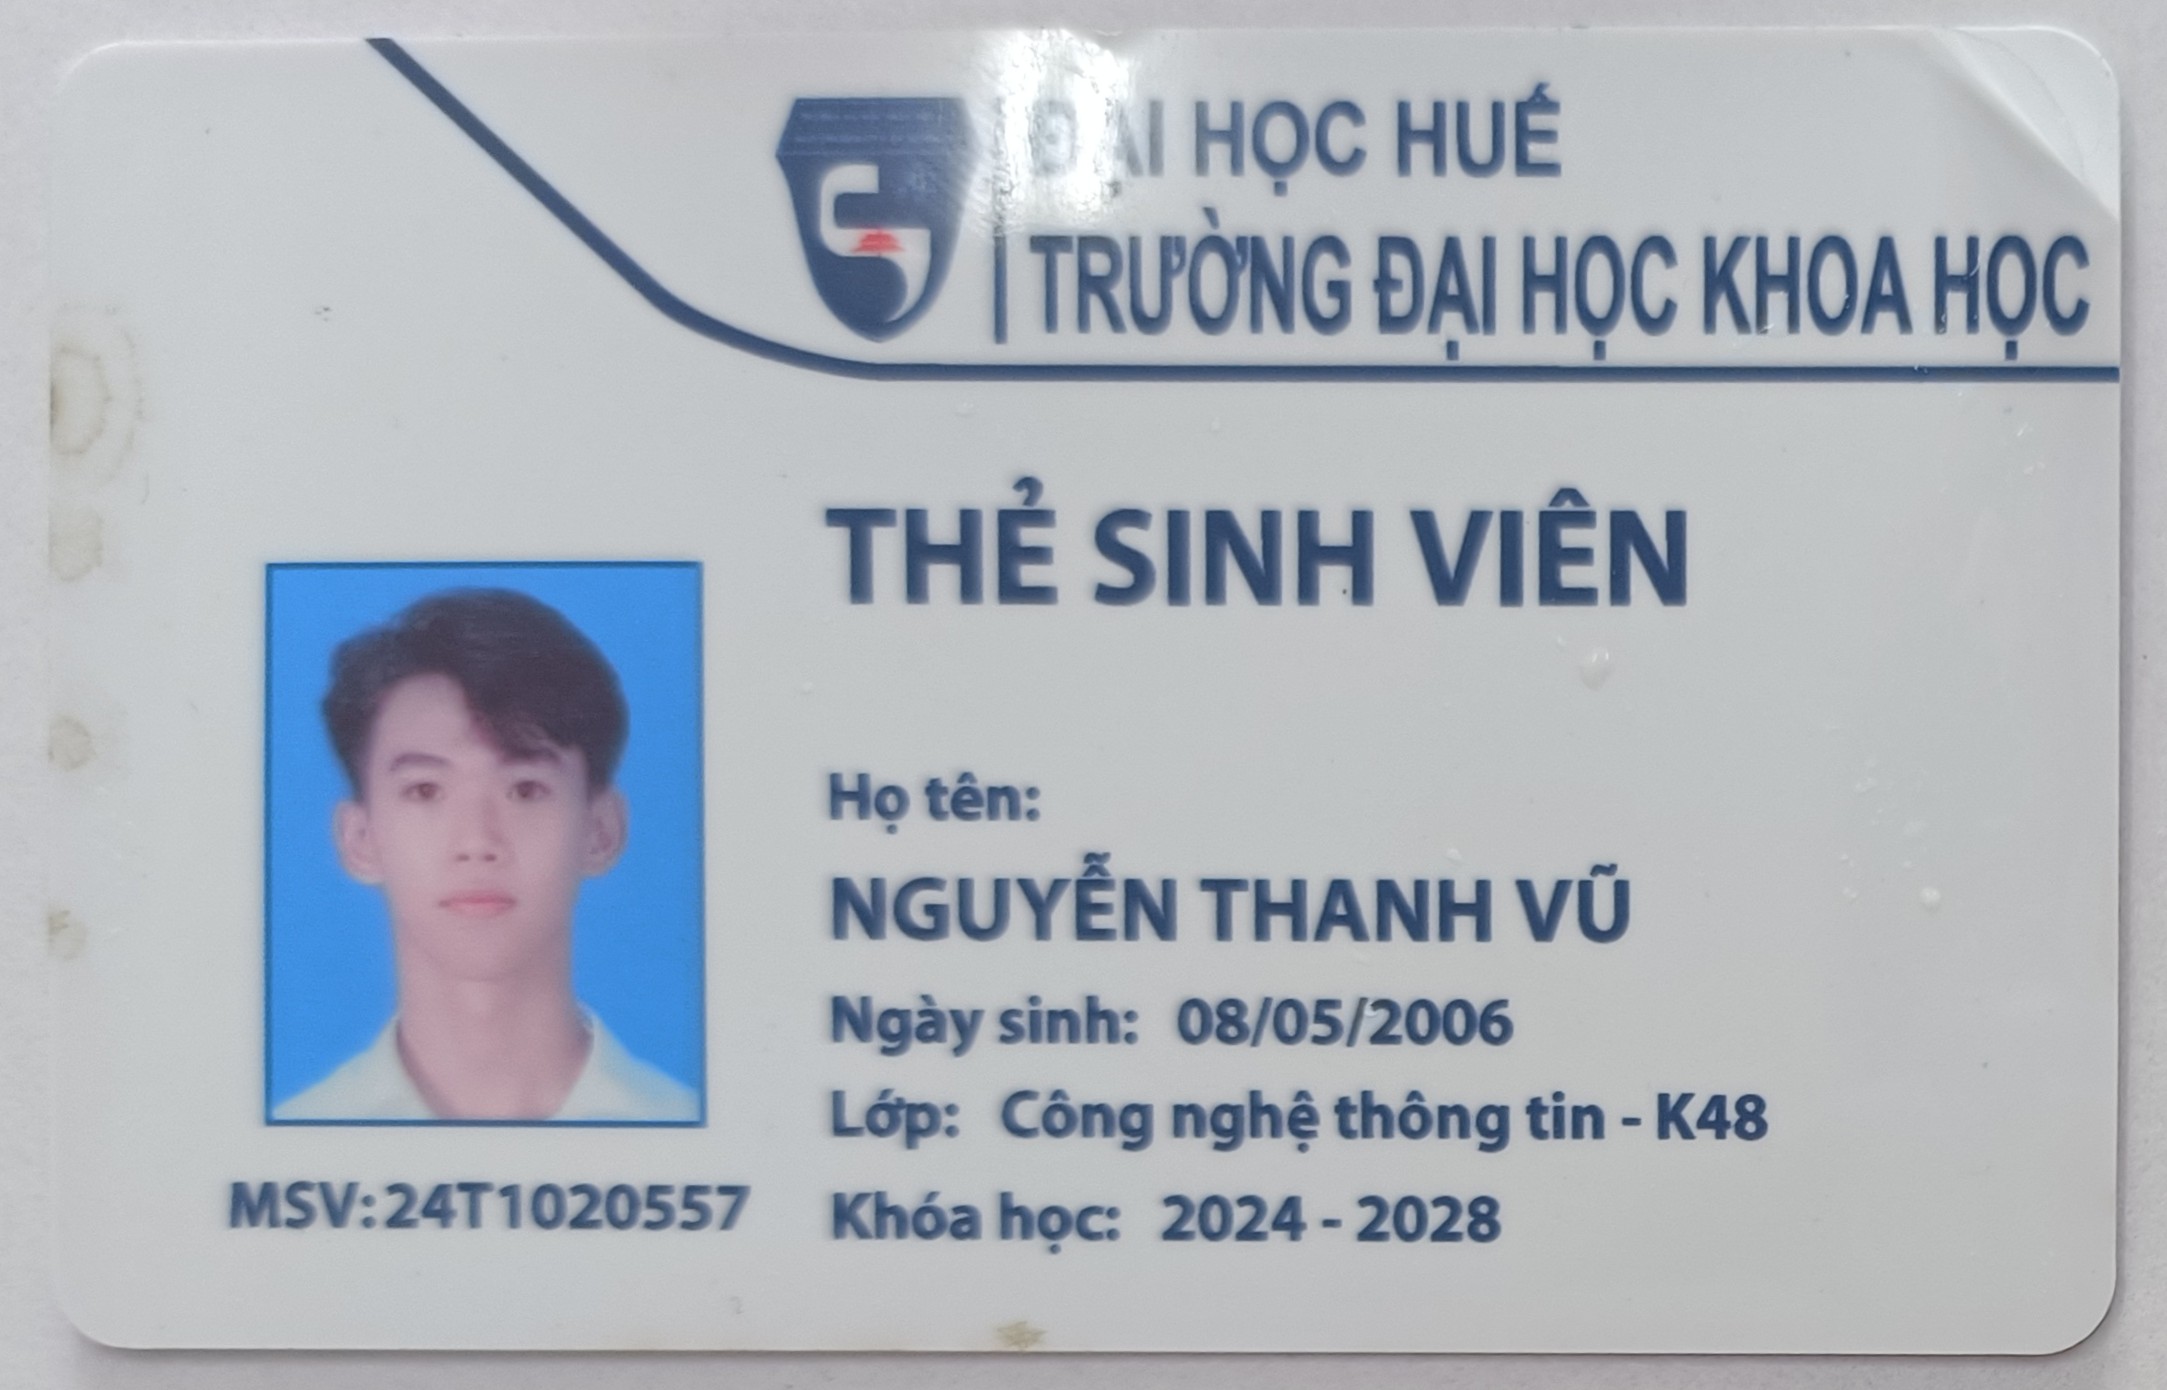 ĐẠI HỌC HUẾ
TRƯỜNG ĐẠI HỌC KHOA HỌC
THẺ SINH VIÊN
Họ tên:
NGUYỄN THANH VŨ
Ngày sinh: 08/05/2006
Lớp: Công nghệ thông tin - K48
Khóa học: 2024 - 2028
MSV:24T1020557